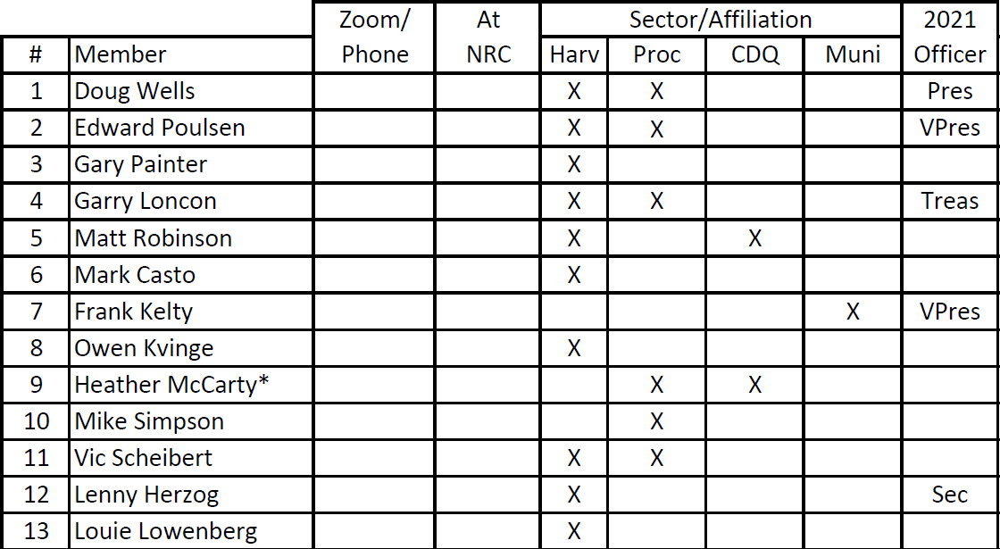 Zoom/ At Sector/Affiliation 2021
# Member Phone NRC Harv Proc CDQ Muni Officer
1 Doug Wells X X Pres
2 Edward Poulsen X X VPres
3 Gary Painter X
4 Garry Loncon X X Treas
5 Matt Robinson X X
6 Mark Casto X
7 Frank Kelty X VPres
8 Owen Kvinge X
9 Heather McCarty* X X
10 Mike Simpson X
11 Vic Scheibert X X
12 Lenny Herzog X Sec
13 Louie Lowenberg X